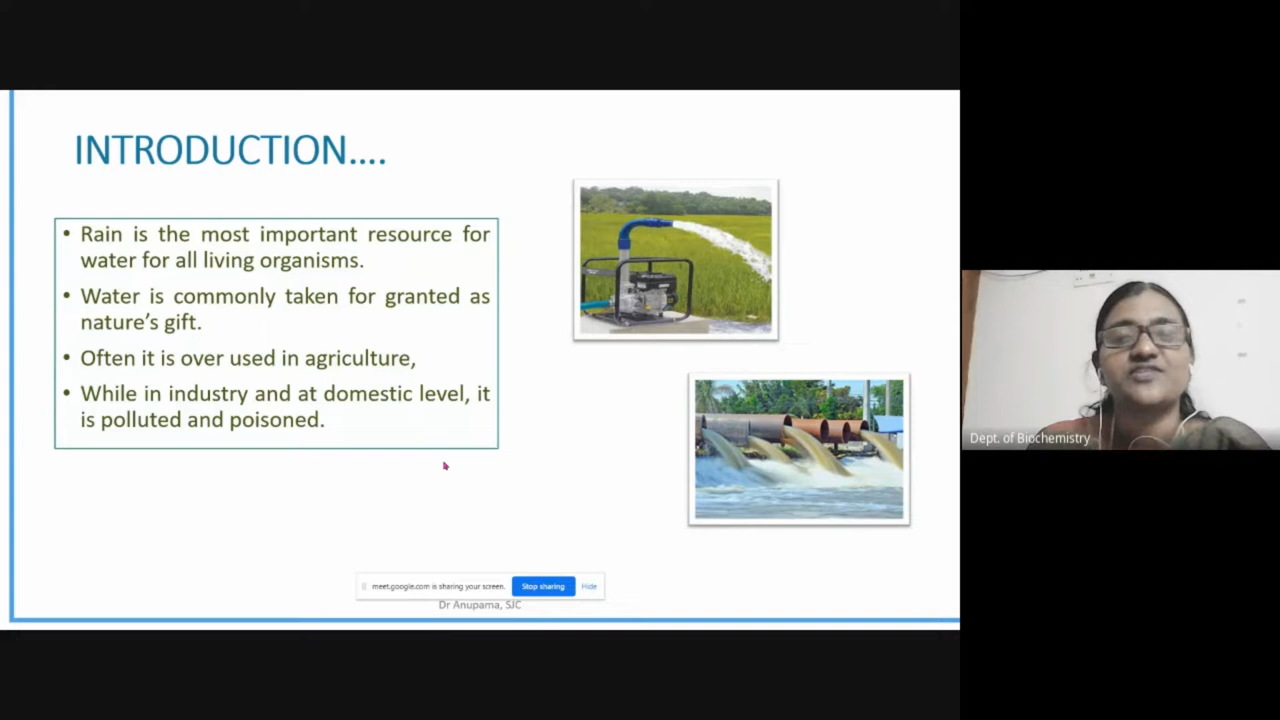 INTRODUCTION....
• Rain is the most important resource for
water for all living organisms.
• Water is commonly taken for granted as
nature's gift.
• Often it is over used in agriculture,
• While in industry and at domestic level, it
is polluted and poisoned.
meet.google.com is sharing your screen. Stop sharing Hide
Dr Anupama, SJC
Dept. of Biochemistry